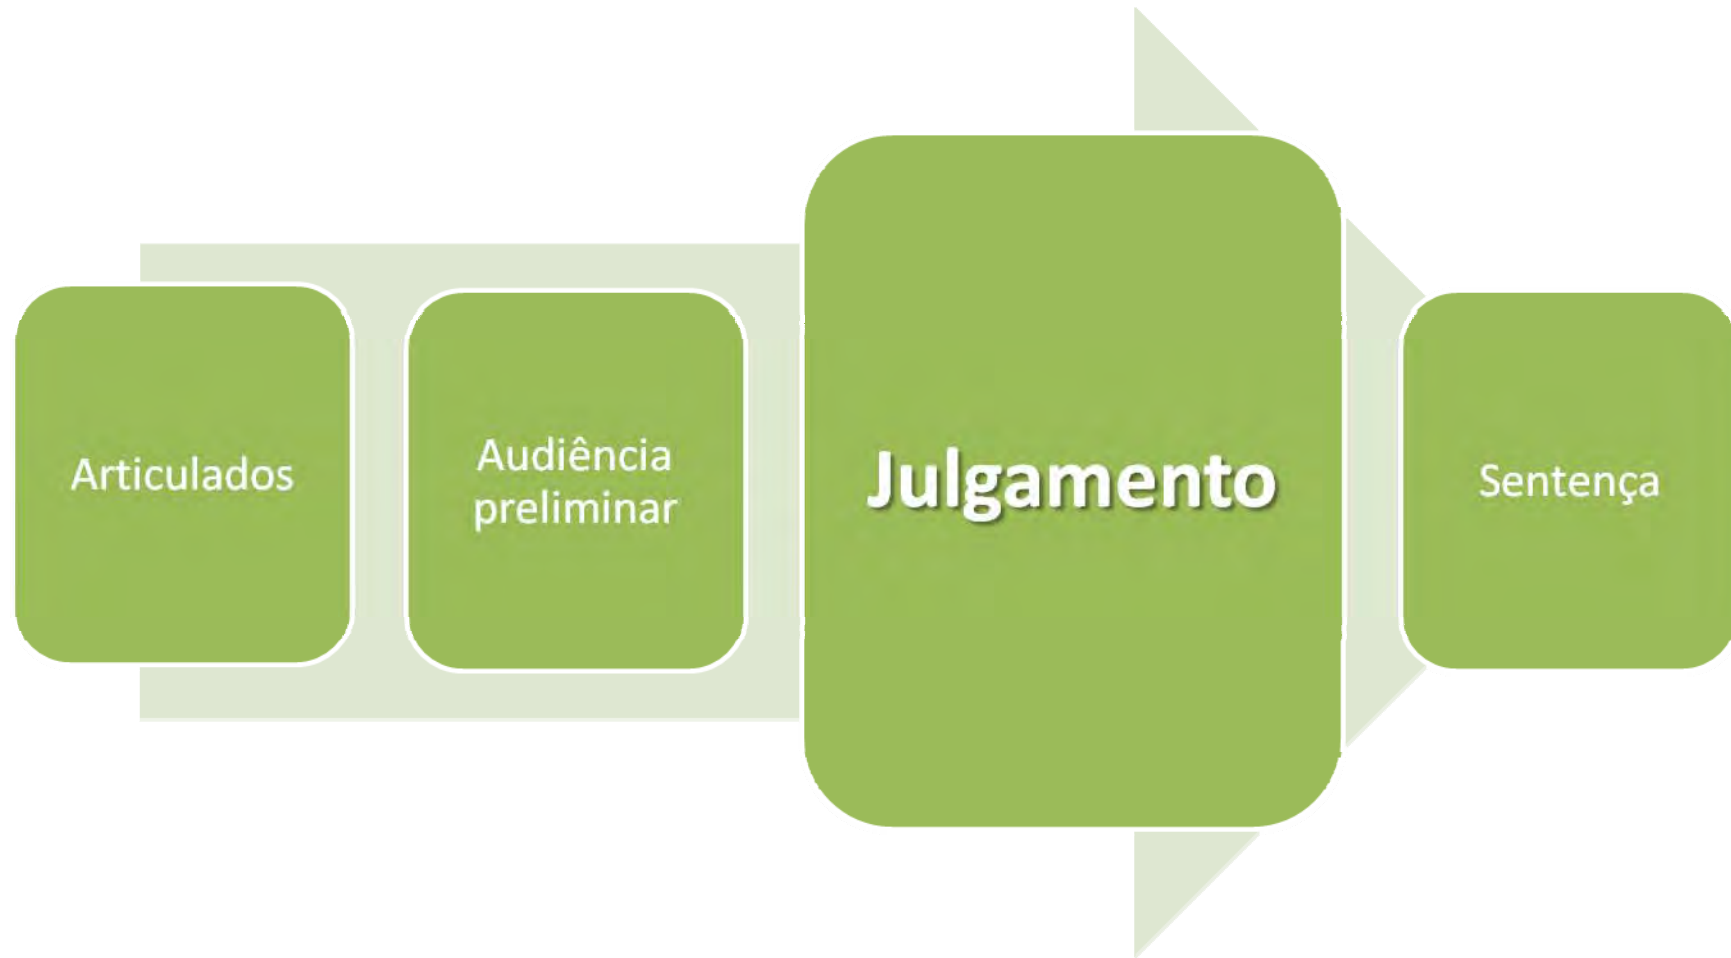 Articulados
Audiência
preliminar
Julgamento
Sentença